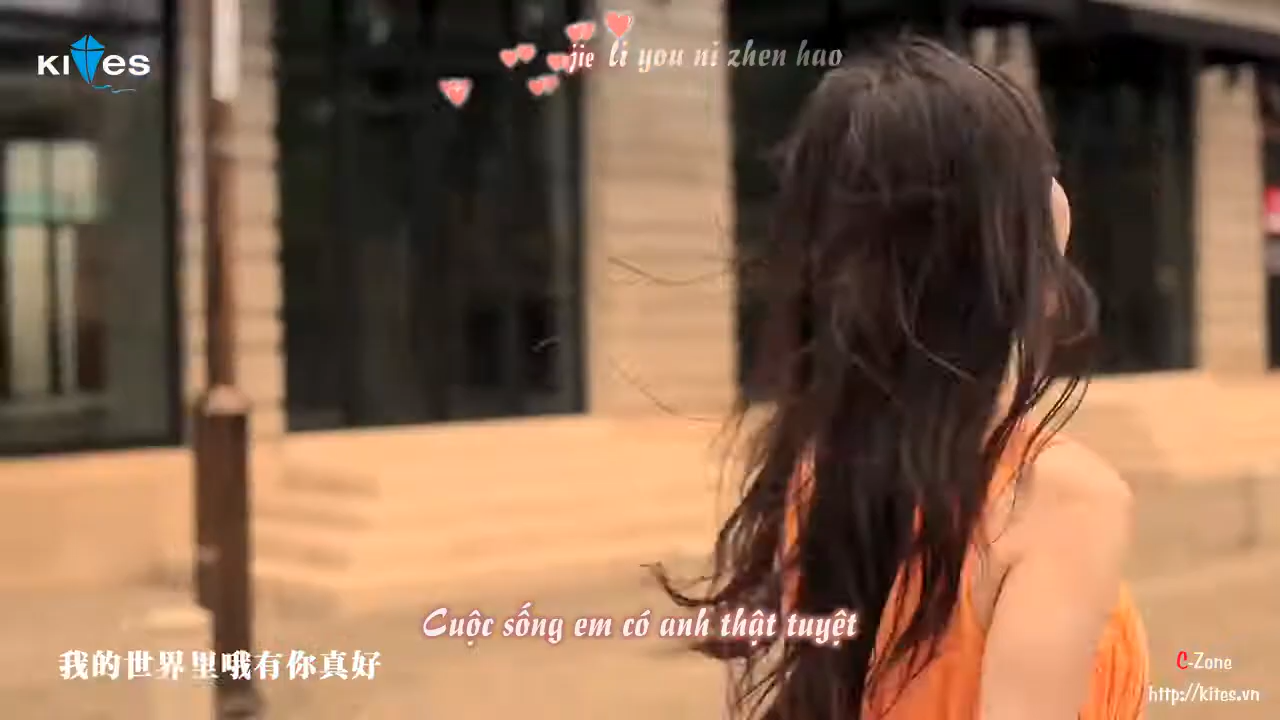 KITES
jie li you ni zhen hao
Cuộc sống em có anh thật tuyệt
我的世界里哦有你真好
C-Zone
http://kites.vn